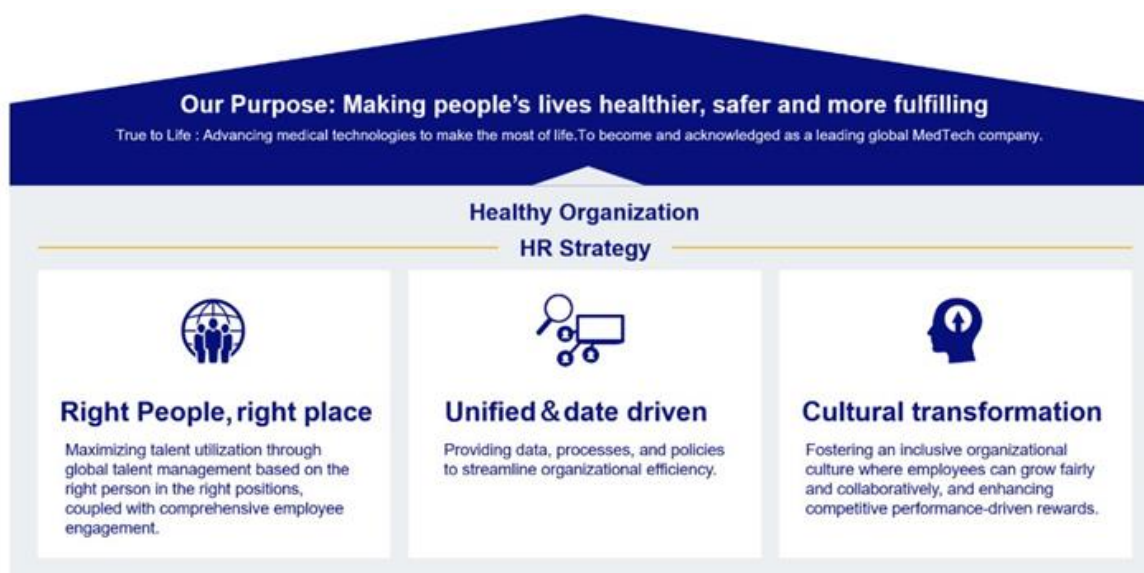 Our Purpose: Making people's lives healthier, safer and more fulfilling
True to Life : Advancing medical technologies to make the most of life.To become and acknowledged as a leading global MedTech company.
Healthy Organization
HR Strategy
Right People, right place
Maximizing talent utilization through
global talent management based on the
right person in the right positions,
coupled with comprehensive employee
engagement.
Unified & date driven
Providing data, processes, and policies
to streamline organizational efficiency.
Cultural transformation
Fostering an inclusive organizational
culture where employees can grow fairly
and collaboratively, and enhancing
competitive performance-driven rewards.